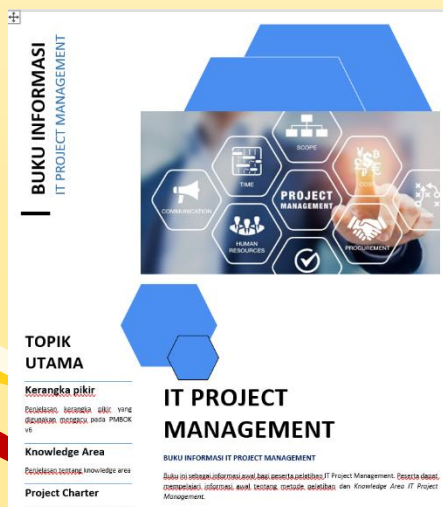 BUKU INFORMASI
IT PROJECT MANAGEMENT
SCOPE
TIME
COST
COMMUNICATION
PROJECT
MANAGEMENT
HUMAN
RESOURCES
PROCUREMENT
TOPIK
UTAMA
Kerangka pikir
Penjelasan kerangka pikir yang
digunakan mengacu pada PMBOK
v6
Knowledge Area
Penjelasan tentang knowledge area
Project Charter
IT PROJECT
MANAGEMENT
BUKU INFORMASI IT PROJECT MANAGEMENT
Buku ini sebagai informasi awal bagi peserta pelatihan IT Project Management. Peserta dapat
mempelajari informasi awal tentang metode pelatihan dan Knowledge Area IT Project
Management.